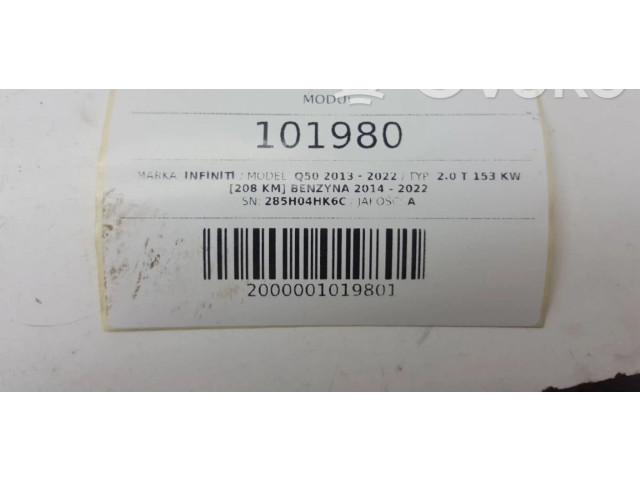 MODU
101980
MARKA: INFINITI / MODEL: Q50 2013 - 2022 / TYP: 2.0 T 153 KW
[208 KM] BENZYNA 2014 - 2022
SN: 285H04HK6C / JAKOŚĆ: A
2000001019801